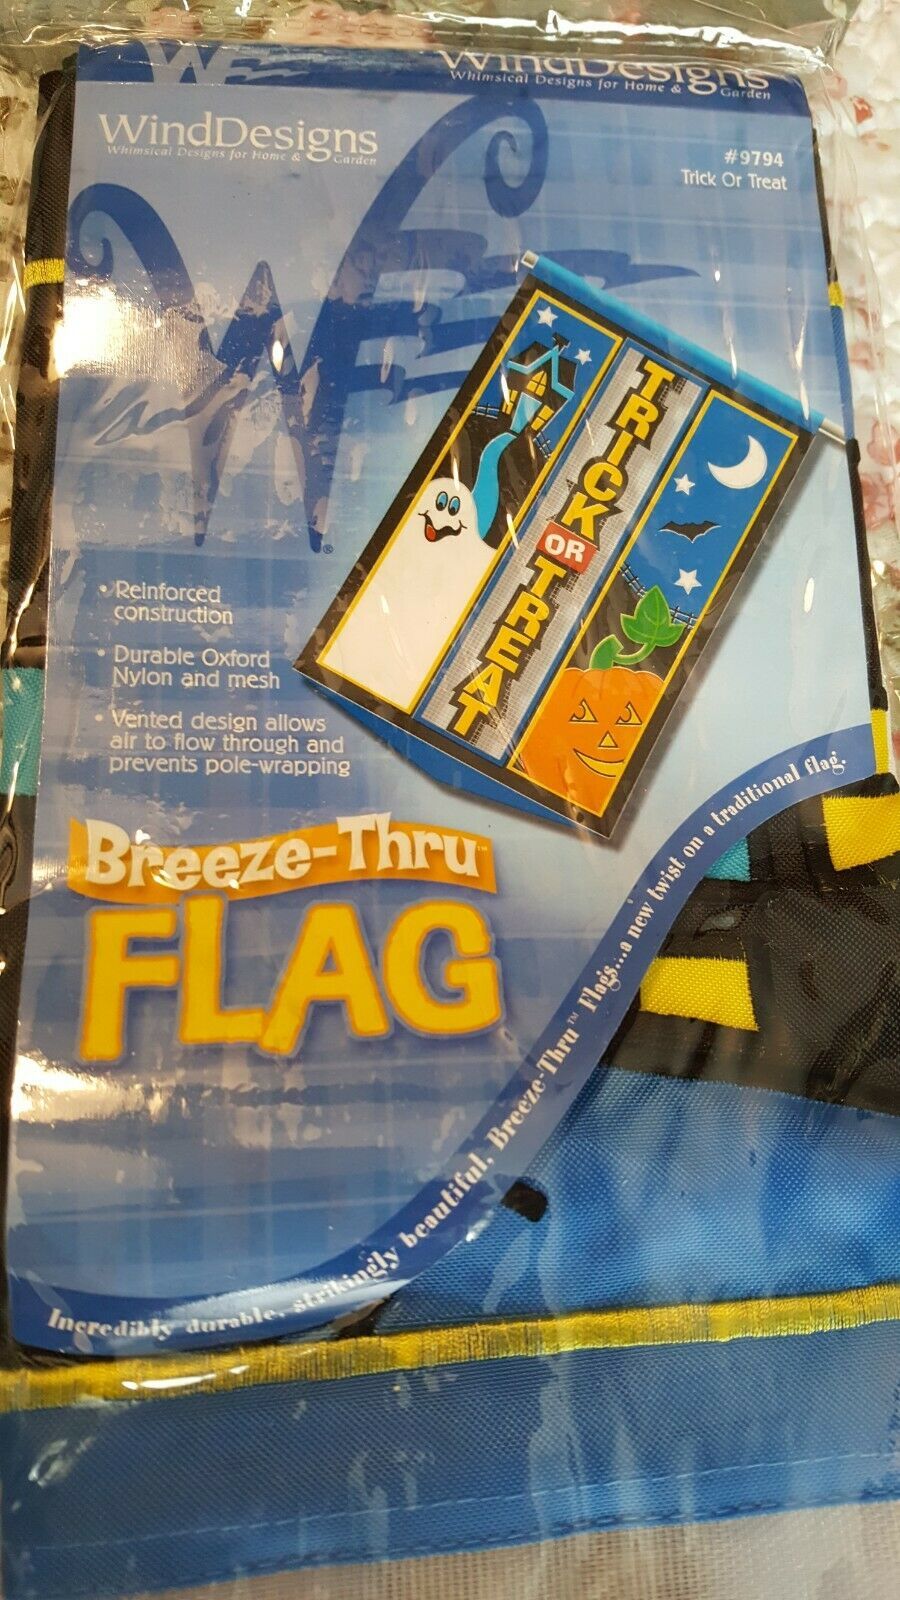 WindDesigns
Whimsical Designs for Home & Garden
WindDesigns
Whimsical Designs for Home & Garden
#9794
Trick Or Treat
TRICK
OR
TREAT
®
• Reinforced
construction
• Durable Oxford
Nylon and mesh
• Vented design allows
air to flow through and
prevents pole-wrapping
Breeze-Thru™
FLAG
Incredibly durable, strikingly beautiful, Breeze-Thru™ Flags...a new twist on a traditional flag.